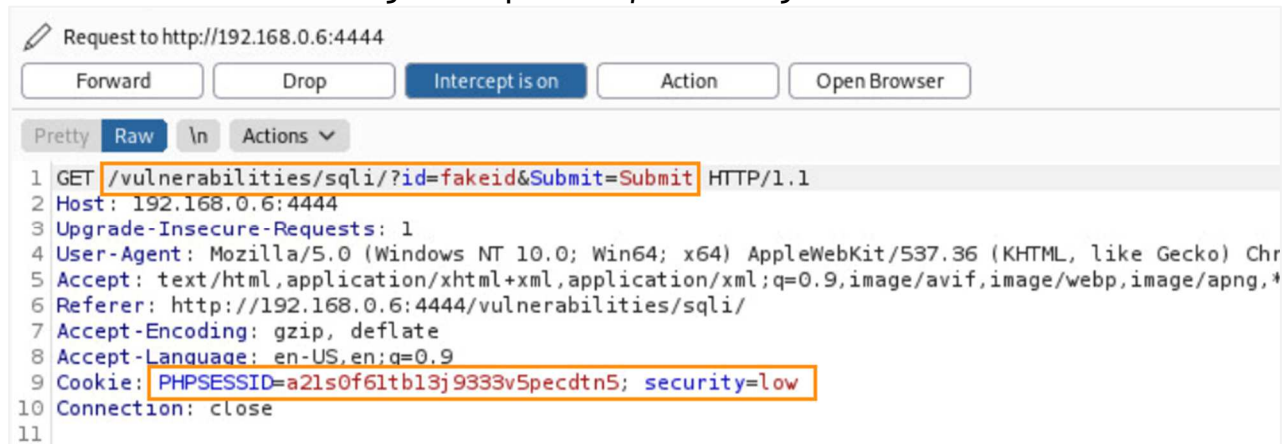 Request to http://192.168.0.6:4444
Forward Drop Intercept is on Action Open Browser
Pretty Raw \n Actions
1 GET /vulnerabilities/sqli/?id=fakeid&Submit=Submit HTTP/1.1
2 Host: 192.168.0.6:4444
3 Upgrade-Insecure-Requests: 1
4 User-Agent: Mozilla/5.0 (Windows NT 10.0; Win64; x64) AppleWebKit/537.36 (KHTML, like Gecko) Chr
5 Accept: text/html,application/xhtml+xml,application/xml;q=0.9,image/avif,image/webp,image/apng,*
6 Referer: http://192.168.0.6:4444/vulnerabilities/sqli/
7 Accept-Encoding: gzip, deflate
8 Accept-Language: en-US,en;q=0.9
9 Cookie: PHPSESSID=a2ls0f61tbl3j9333v5pecdtn5; security=low
10 Connection: close
11